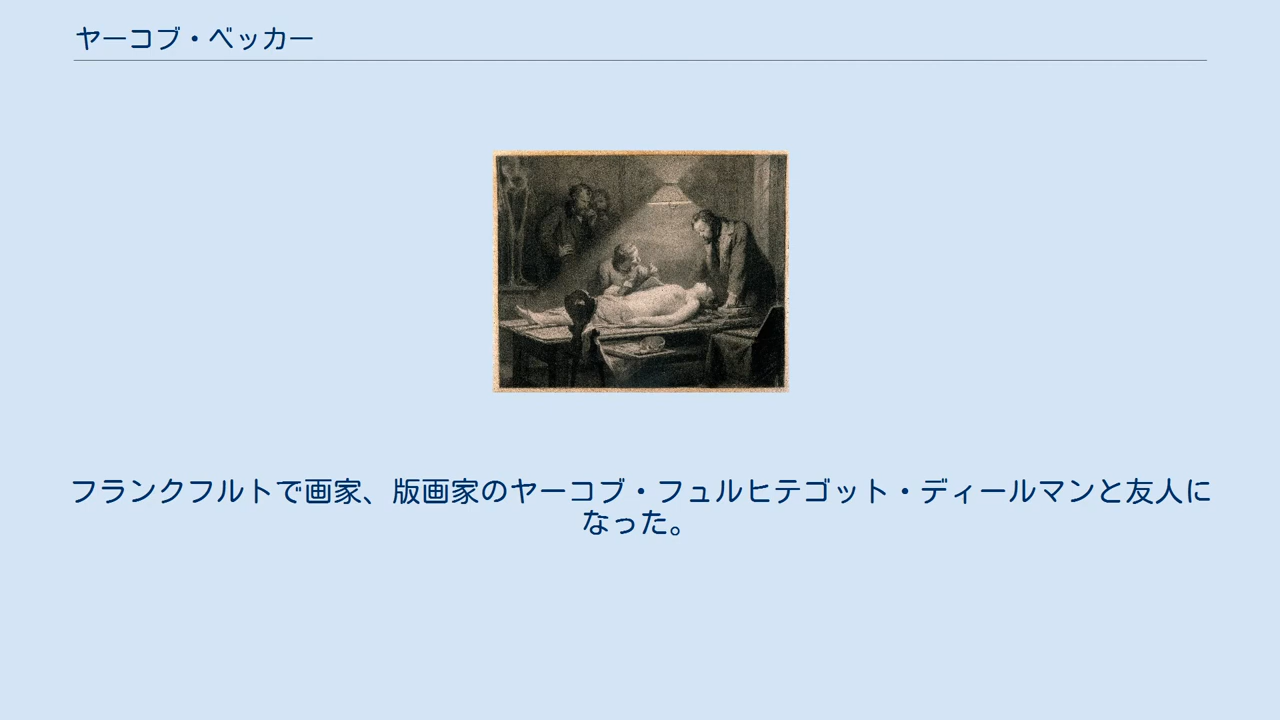 ヤーコブ・ベッカー
フランクフルトで画家、版画家のヤーコブ・フュルヒテゴット・ディールマンと友人に
なった。